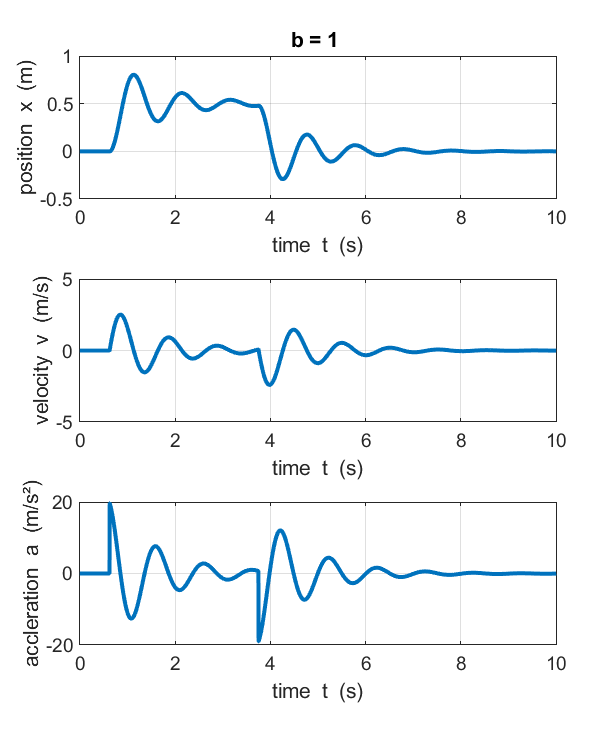 b = 1
1
0.5
0
-0.5
position x (m)
0 2 4 6 8 10
time t (s)
5
0
-5
velocity v (m/s)
0 2 4 6 8 10
time t (s)
20
0
-20
accleration a (m/s²)
0 2 4 6 8 10
time t (s)